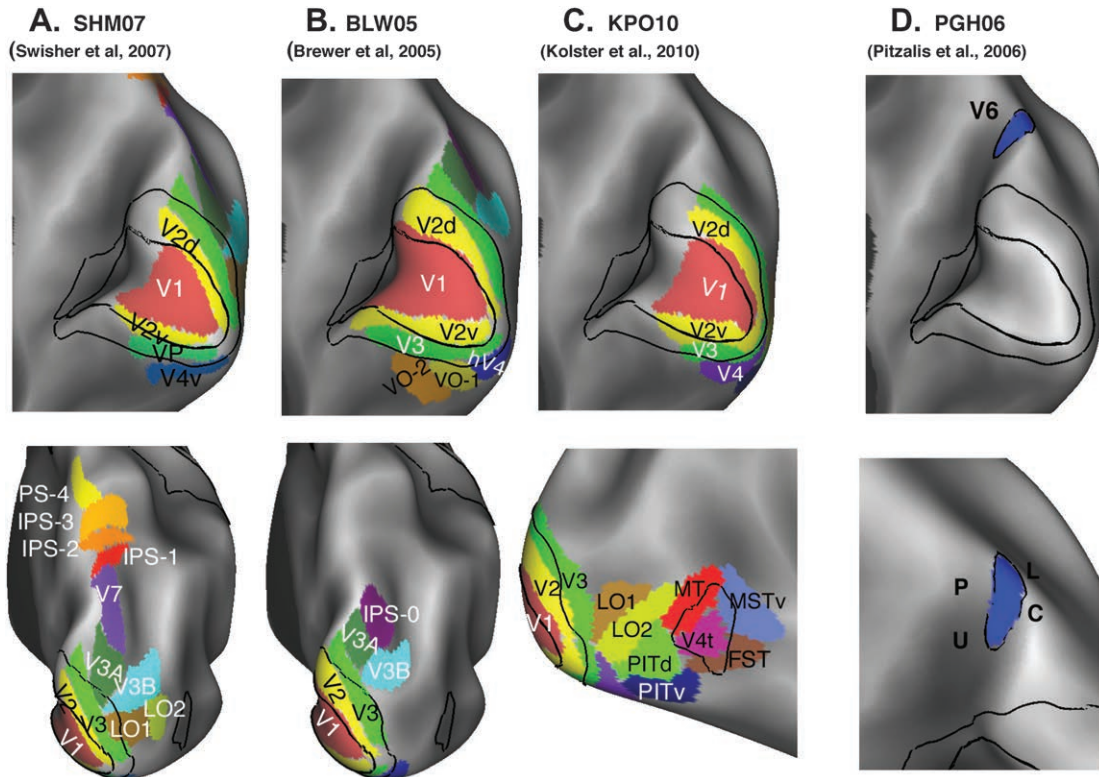 A. SHM07
(Swisher et al, 2007)
B. BLW05
(Brewer et al, 2005)
C. KPO10
(Kolster et al., 2010)
D. PGH06
(Pitzalis et al., 2006)
V2d
V1
V2v
VP
V4v
V2d
V1
V2v
V3
hV4
VO-2
VO-1
V2d
V1
V2v
V3
V4
V6
PS-4
IPS-3
IPS-2
IPS-1
V7
V3A
V3B
V2
V3
LO2
LO1
V1
IPS-0
V3A
V3B
V2
V3
V1
V2
V3
V1
LO1
LO2
MT
MSTv
V4t
PITd
FST
PITv
P
L
C
U